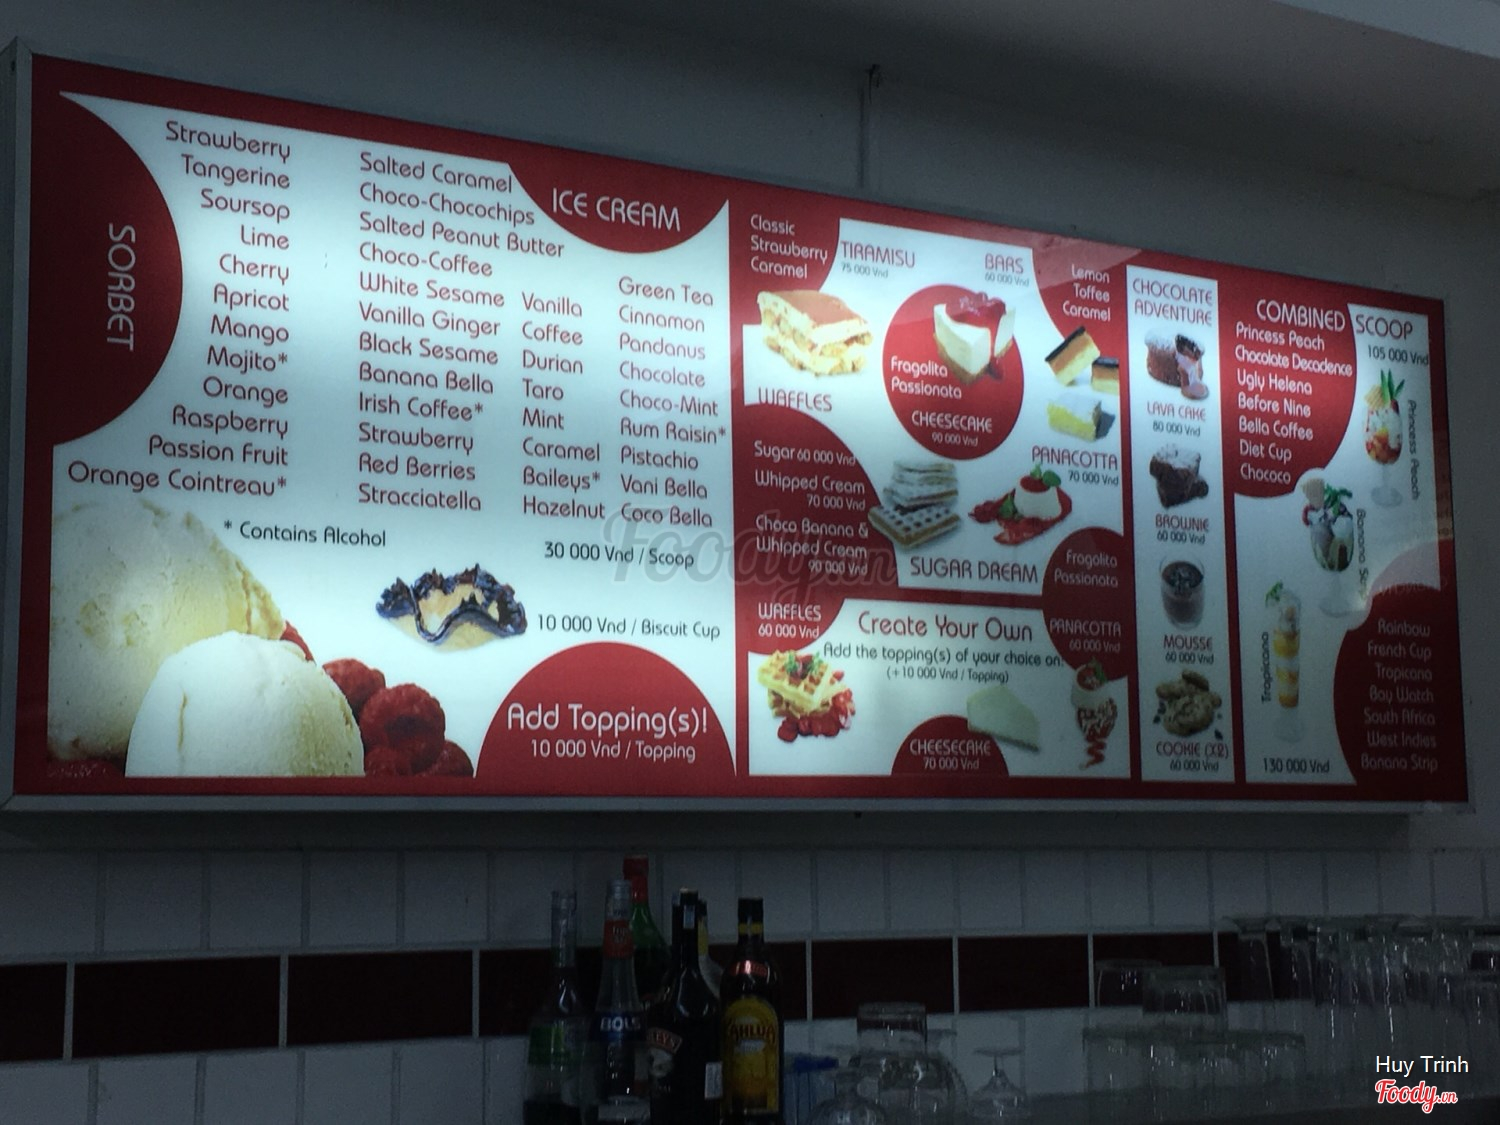 SORBET
Strawberry
Tangerine
Soursop
Lime
Cherry
Apricot
Mango
Mojito*
Orange
Raspberry
Passion Fruit
Orange Cointreau*
* Contains Alcohol
ICE CREAM
Salted Caramel
Choco-Chocochips
Salted Peanut Butter
Choco-Coffee
White Sesame
Vanilla Ginger
Black Sesame
Banana Bella
Irish Coffee*
Strawberry
Red Berries
Stracciatella
Vanilla
Coffee
Durian
Taro
Mint
Caramel
Baileys*
Hazelnut
Green Tea
Cinnamon
Pandanus
Chocolate
Choco-Mint
Rum Raisin*
Pistachio
Vani Bella
Coco Bella
30 000 Vnd / Scoop
10 000 Vnd / Biscuit Cup
Add Topping(s)!
10 000 Vnd / Topping
Classic
Strawberry
Caramel
TIRAMISU
75 000 Vnd
BARS
60 000 Vnd
Lemon
Toffee
Caramel
Fragolita
Passionata
CHEESECAKE
90 000 Vnd
WAFFLES
Sugar 60 000 Vnd
Whipped Cream
70 000 Vnd
Choco Banana &
Whipped Cream
90 000 Vnd
PANACOTTA
70 000 Vnd
Fragolita
Passionata
SUGAR DREAM
WAFFLES
60 000 Vnd
Create Your Own
Add the topping(s) of your choice on:
(+10 000 Vnd / Topping)
PANACOTTA
60 000 Vnd
CHEESECAKE
70 000 Vnd
CHOCOLATE
ADVENTURE
LAVA CAKE
80 000 Vnd
BROWNIE
60 000 Vnd
MOUSSE
60 000 Vnd
COOKIE (X2)
60 000 Vnd
COMBINED SCOOP
Princess Peach
Chocolate Decadence
Ugly Helena
Before Nine
Bella Coffee
Diet Cup
Chococo
105 000 Vnd
Princess Peach
Banana Strip
Tropicana
Rainbow
French Cup
Tropicana
Bay Watch
South Africa
West Indies
Banana Strip
130 000 Vnd
Foody.vn
BOLS
KAHLUA
Huy Trinh
Foody.vn